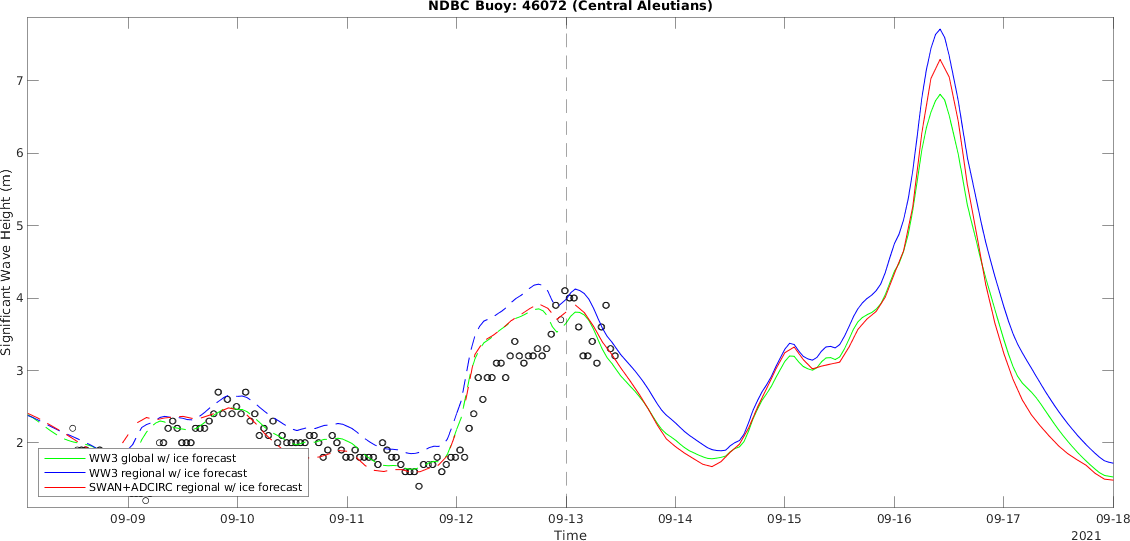 NDBC Buoy: 46072 (Central Aleutians)
Significant Wave Height (m)
7
6
5
4
3
2
WW3 global w/ ice forecast
WW3 regional w/ ice forecast
SWAN+ADCIRC regional w/ ice forecast
09-09 09-10 09-11 09-12 09-13 09-14 09-15 09-16 09-17 09-18
Time
2021